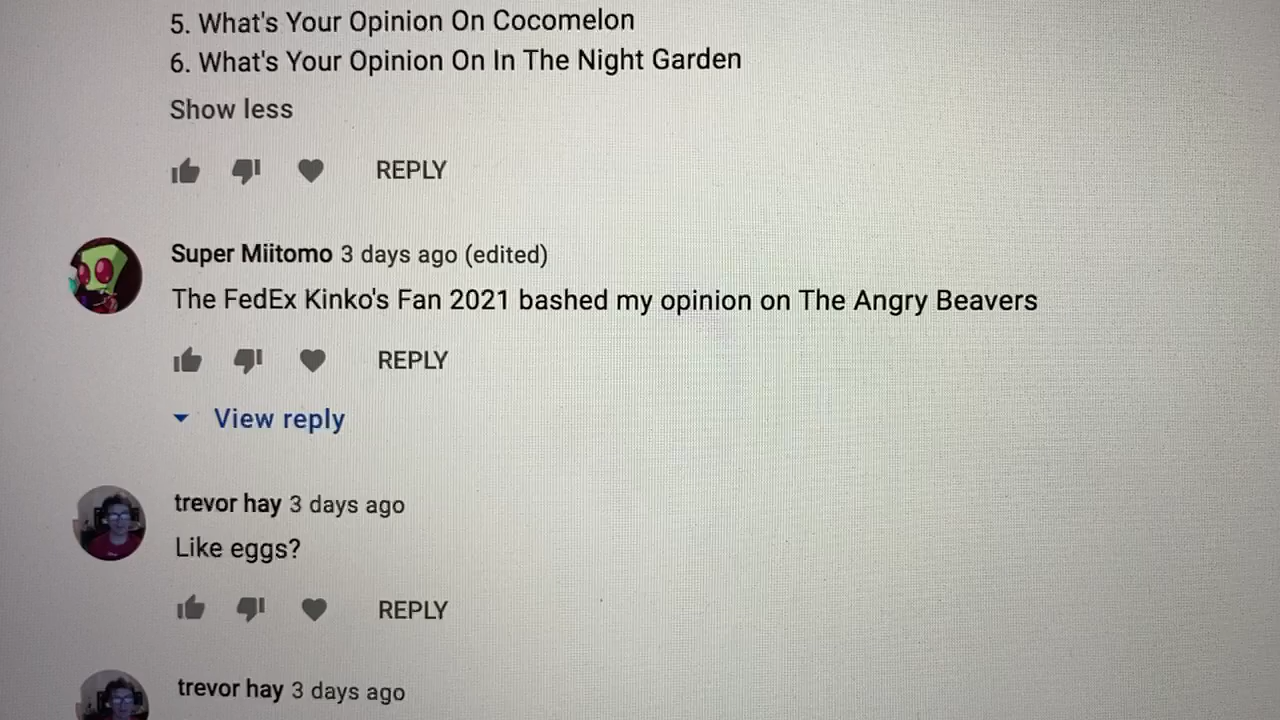 5. What's Your Opinion On Cocomelon
6. What's Your Opinion On In The Night Garden
Show less
REPLY
Super Miitomo 3 days ago (edited)
The FedEx Kinko's Fan 2021 bashed my opinion on The Angry Beavers
REPLY
View reply
trevor hay 3 days ago
Like eggs?
REPLY
trevor hay 3 days ago